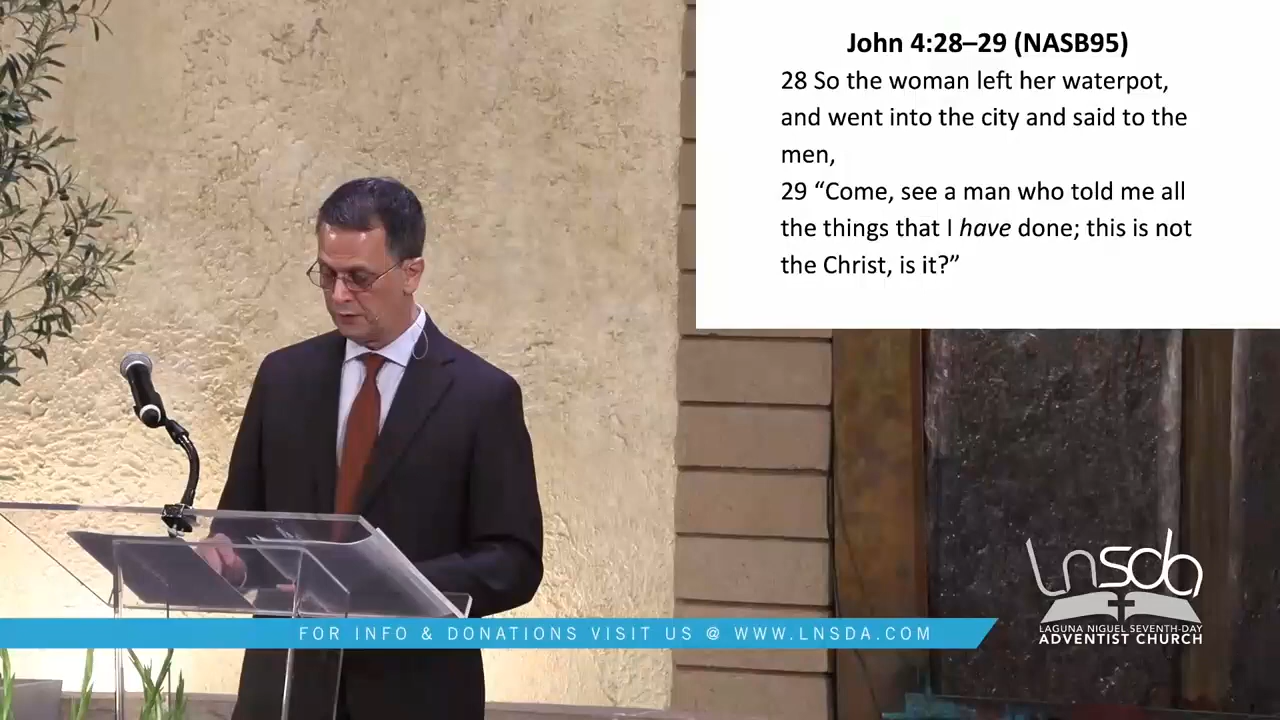 John 4:28–29 (NASB95)
28 So the woman left her waterpot,
and went into the city and said to the
men,
29 “Come, see a man who told me all
the things that I have done; this is not
the Christ, is it?”
lnsda
LAGUNA NIGUEL SEVENTH-DAY
ADVENTIST CHURCH
FOR INFO & DONATIONS VISIT US @ WWW.LNSDA.COM